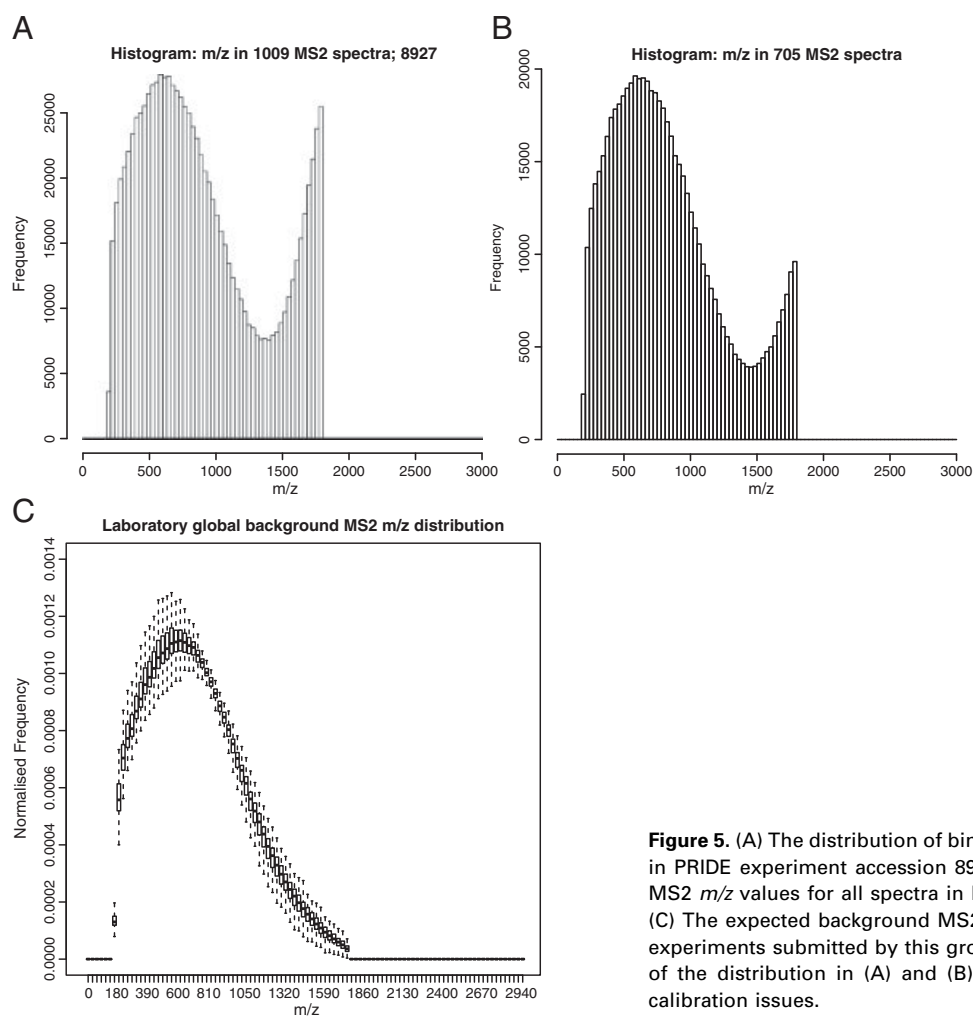 A
Histogram: m/z in 1009 MS2 spectra; 8927
Frequency
0 5000 10000 15000 20000 25000
0 500 1000 1500 2000 2500 3000
m/z
B
Histogram: m/z in 705 MS2 spectra
Frequency
0 5000 10000 15000 20000
0 500 1000 1500 2000 2500 3000
m/z
C
Laboratory global background MS2 m/z distribution
Normalised Frequency
0.0000 0.0002 0.0004 0.0006 0.0008 0.0010 0.0012 0.0014
0 180 390 600 810 1050 1320 1590 1860 2130 2400 2670 2940
m/z
Figure 5. (A) The distribution of bin
in PRIDE experiment accession 89
MS2 m/z values for all spectra in
(C) The expected background MS2
experiments submitted by this gro
of the distribution in (A) and (B)
calibration issues.